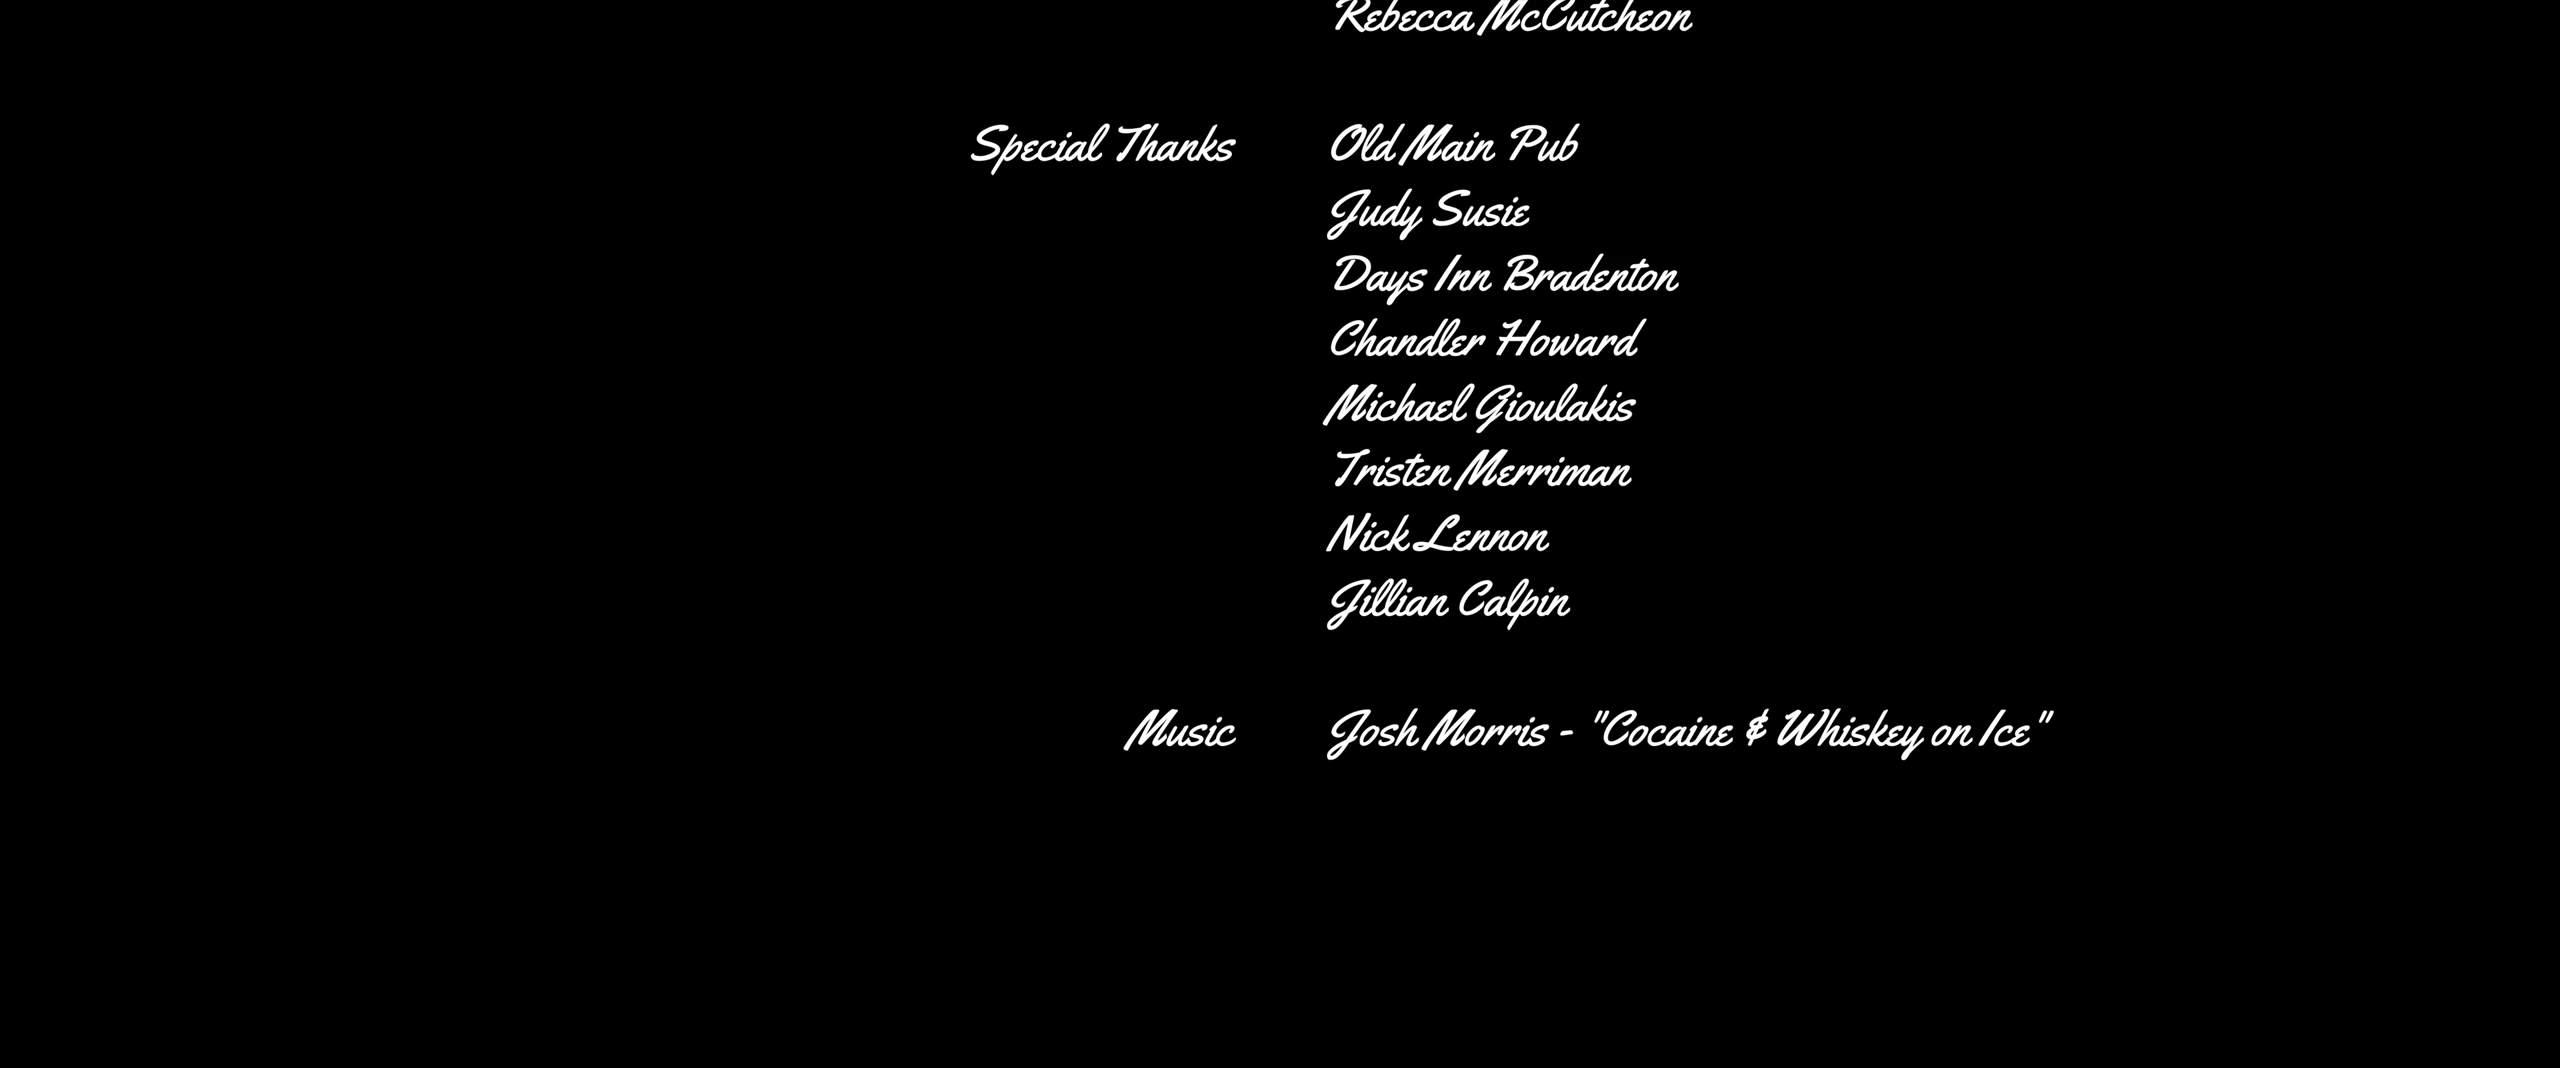 Rebecca McCutcheon
Special Thanks Old Main Pub
Judy Susie
Days Inn Bradenton
Chandler Howard
Michael Gioulakis
Tristen Merriman
Nick Lennon
Jillian Calpin
Music Josh Morris - "Cocaine & Whiskey on Ice"